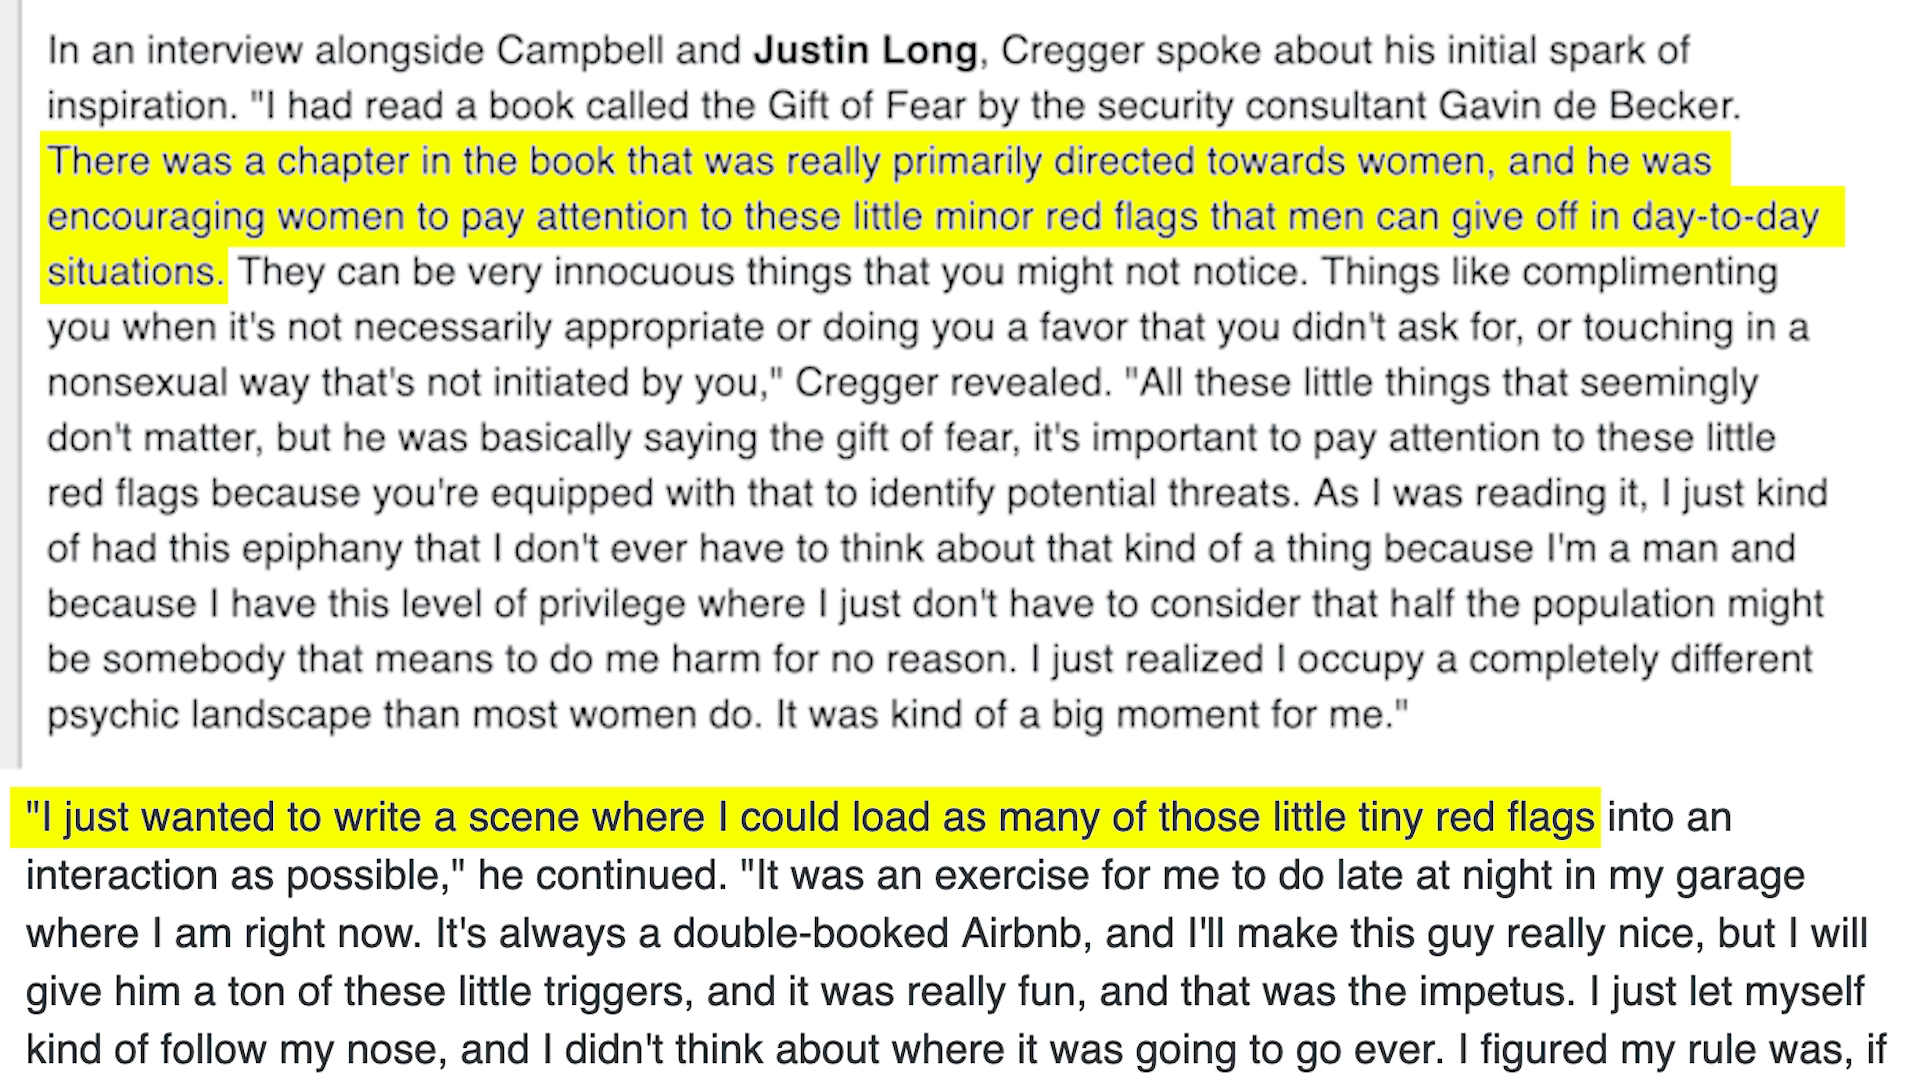 In an interview alongside Campbell and Justin Long, Cregger spoke about his initial spark of
inspiration. "I had read a book called the Gift of Fear by the security consultant Gavin de Becker.
There was a chapter in the book that was really primarily directed towards women, and he was
encouraging women to pay attention to these little minor red flags that men can give off in day-to-day
situations. They can be very innocuous things that you might not notice. Things like complimenting
you when it's not necessarily appropriate or doing you a favor that you didn't ask for, or touching in a
nonsexual way that's not initiated by you," Cregger revealed. "All these little things that seemingly
don't matter, but he was basically saying the gift of fear, it's important to pay attention to these little
red flags because you're equipped with that to identify potential threats. As I was reading it, I just kind
of had this epiphany that I don't ever have to think about that kind of a thing because I'm a man and
because I have this level of privilege where I just don't have to consider that half the population might
be somebody that means to do me harm for no reason. I just realized I occupy a completely different
psychic landscape than most women do. It was kind of a big moment for me."
"I just wanted to write a scene where I could load as many of those little tiny red flags into an
interaction as possible," he continued. "It was an exercise for me to do late at night in my garage
where I am right now. It's always a double-booked Airbnb, and I'll make this guy really nice, but I will
give him a ton of these little triggers, and it was really fun, and that was the impetus. I just let myself
kind of follow my nose, and I didn't think about where it was going to go ever. I figured my rule was, if